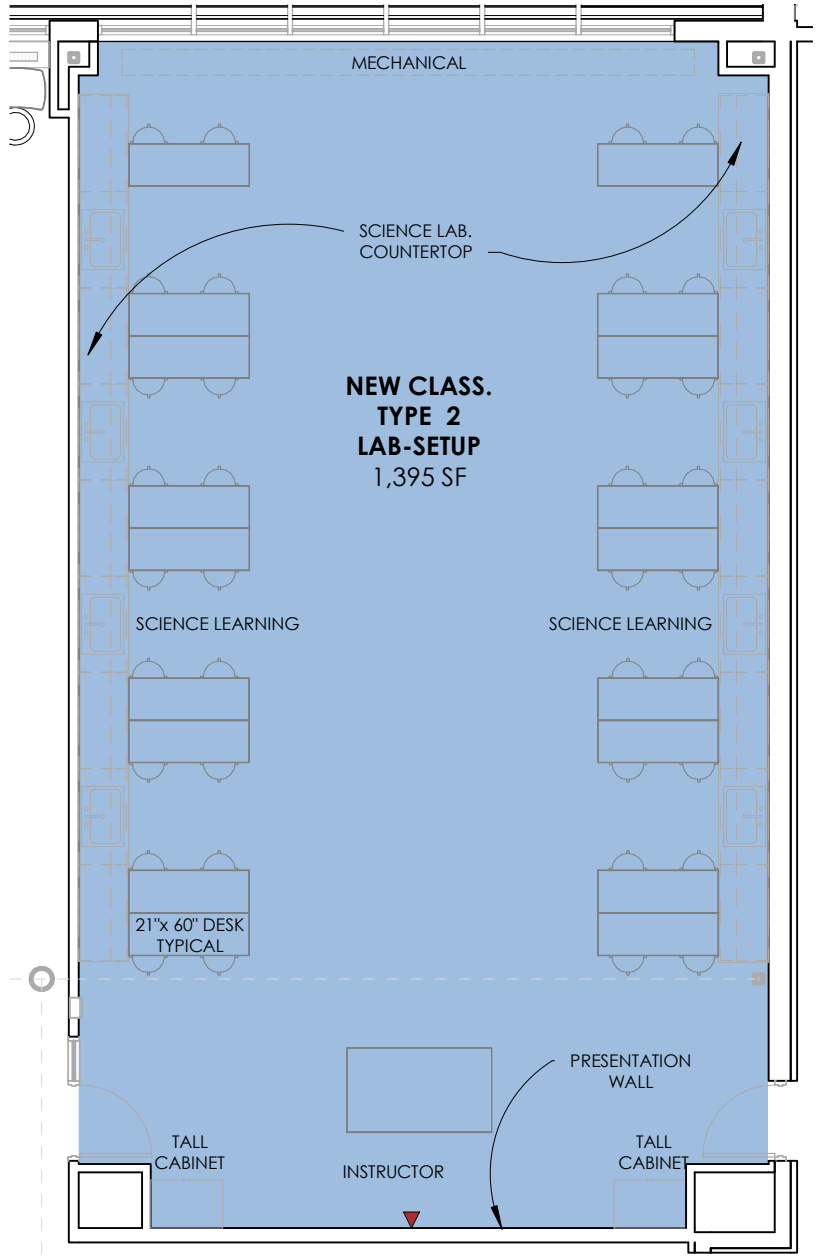 MECHANICAL
SCIENCE LAB.
COUNTERTOP
NEW CLASS.
TYPE 2
LAB-SETUP
1,395 SF
SCIENCE LEARNING
SCIENCE LEARNING
21"x 60" DESK
TYPICAL
PRESENTATION
WALL
TALL
CABINET
INSTRUCTOR
TALL
CABINET